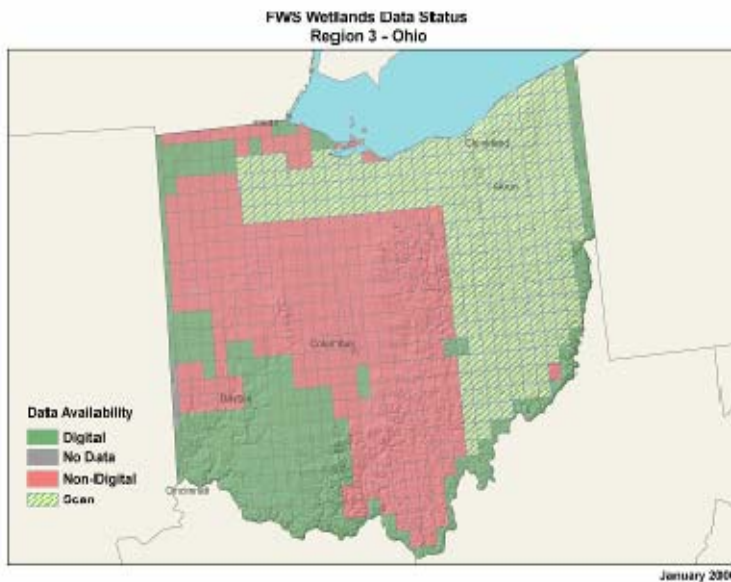 FWS Wetlands Data Status
Region 3 - Ohio
Cleveland
Akron
Columbus
Dayton
Cincinnati
Data Availability
Digital
No Data
Non-Digital
Scan
January